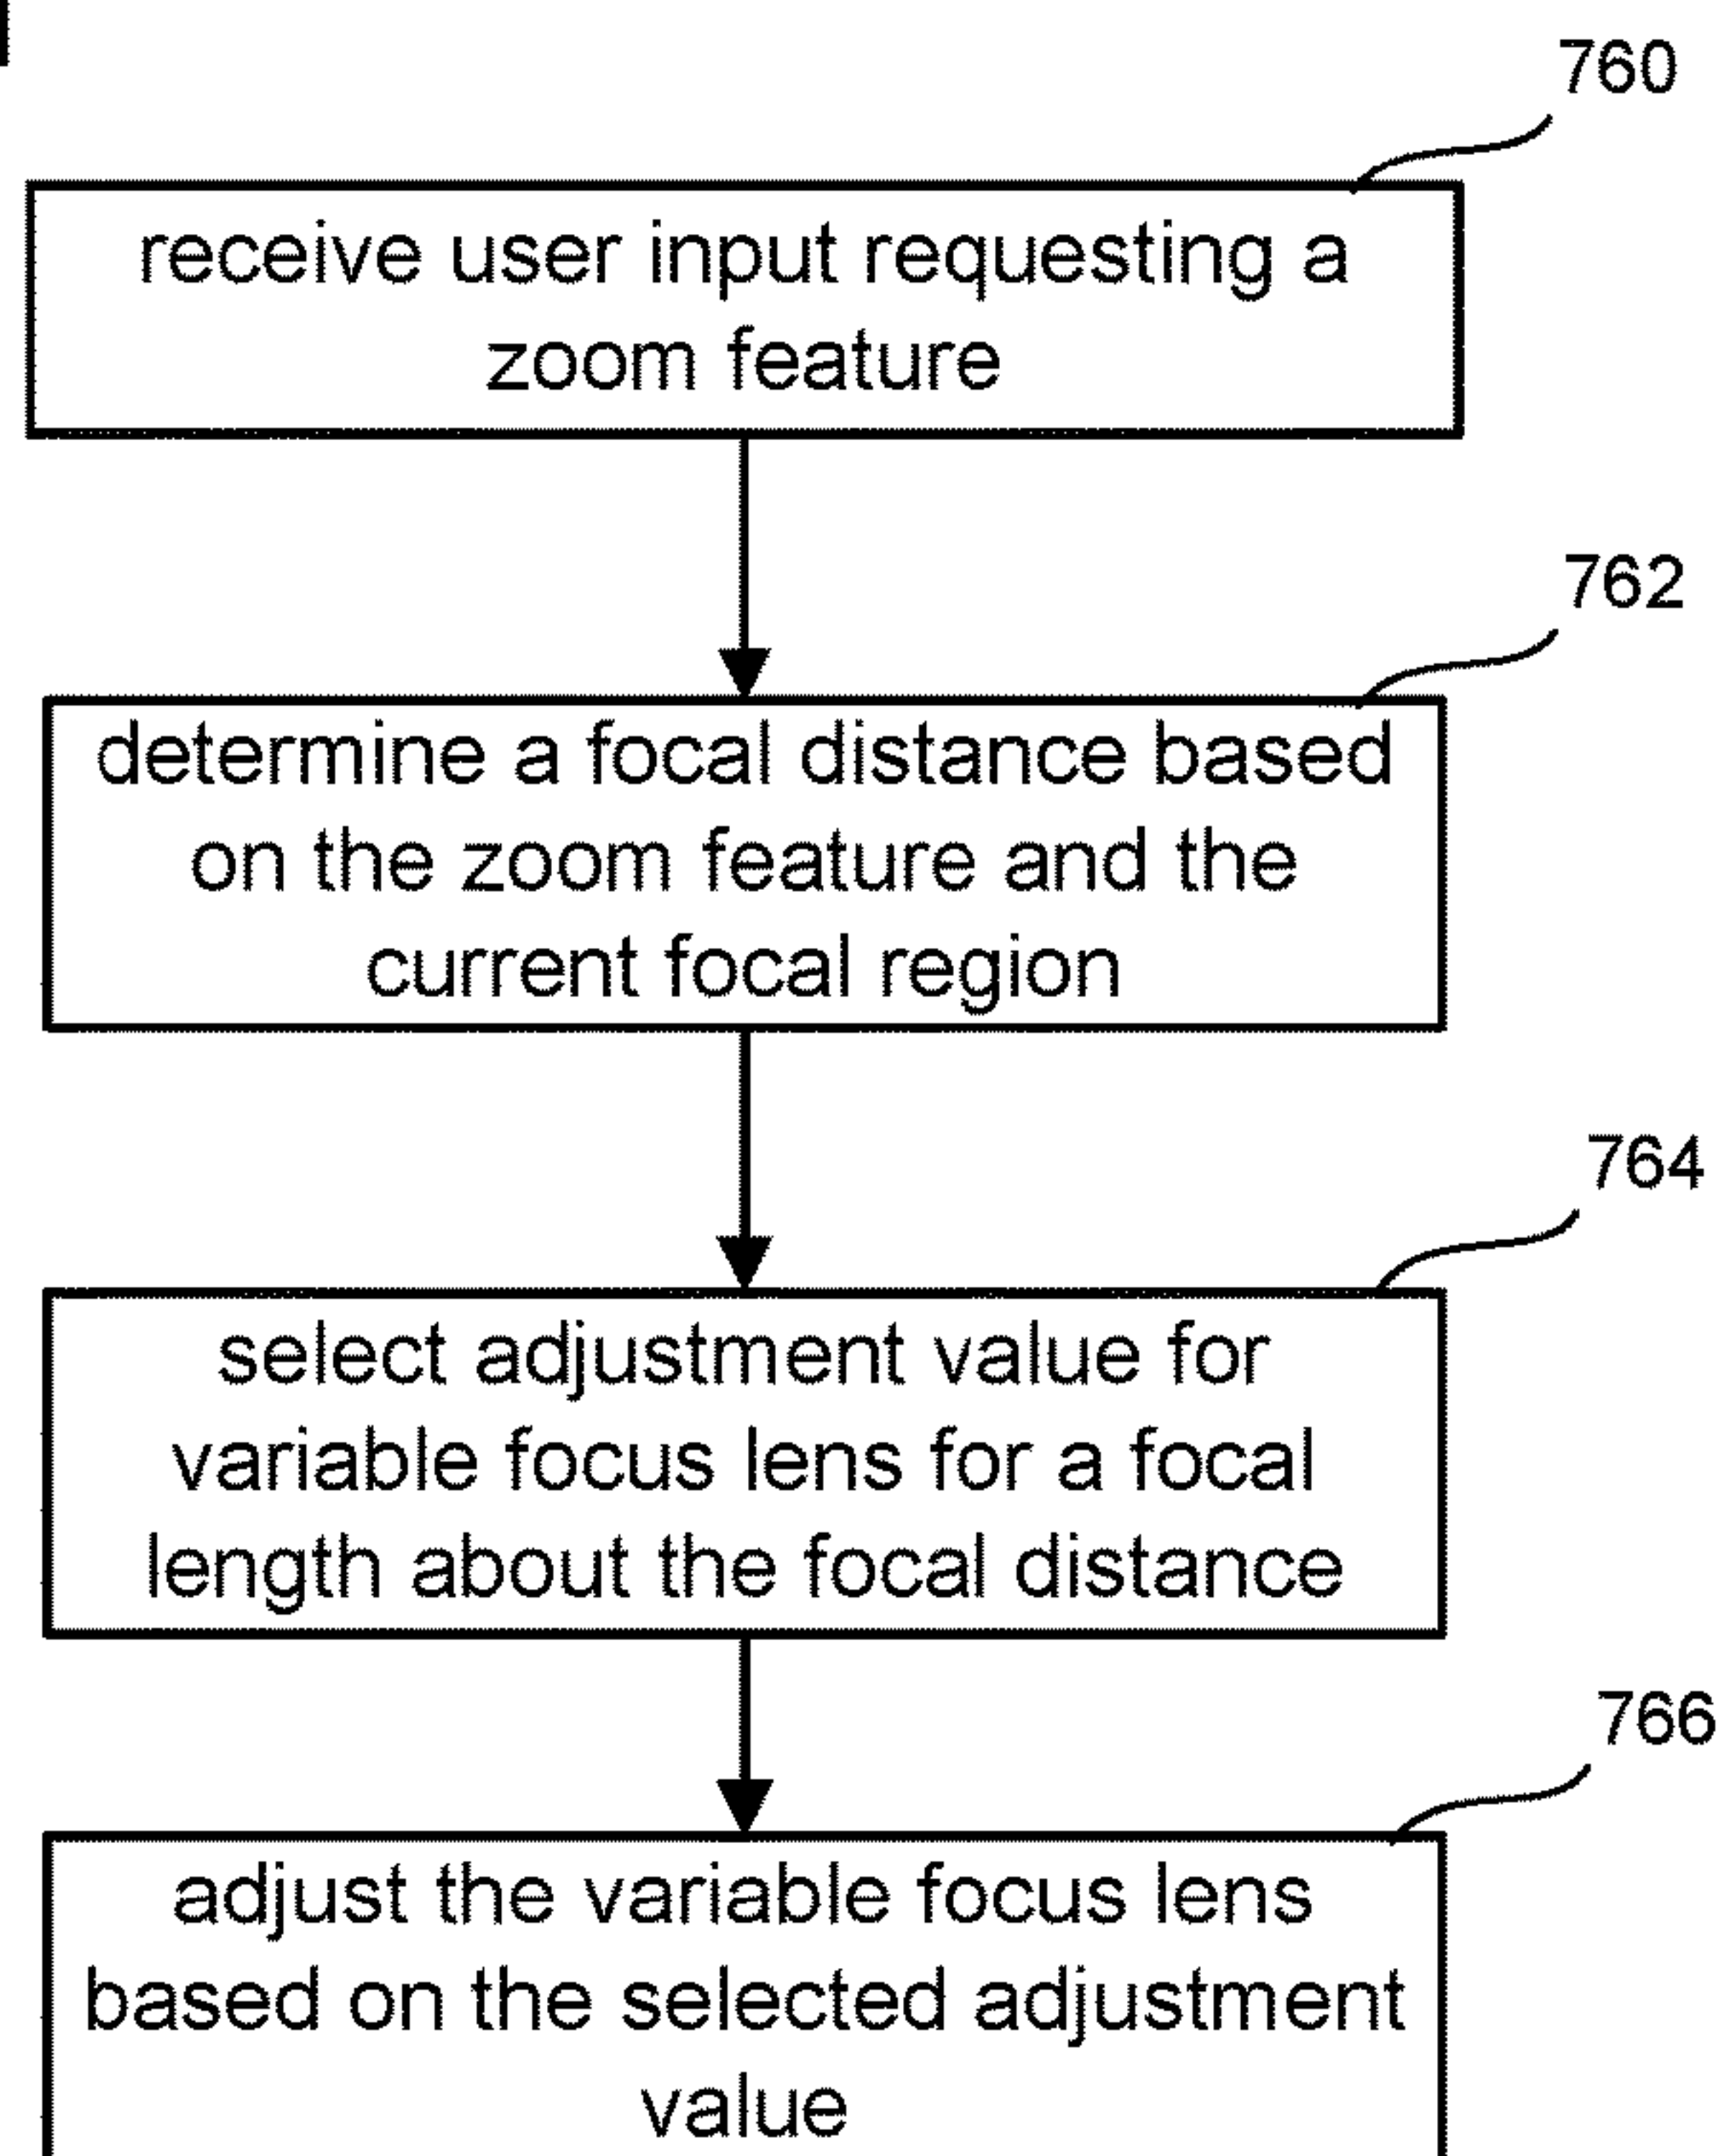 760
receive user input requesting a
zoom feature
762
determine a focal distance based
on the zoom feature and the
current focal region
764
select adjustment value for
variable focus lens for a focal
length about the focal distance
766
adjust the variable focus lens
based on the selected adjustment
value